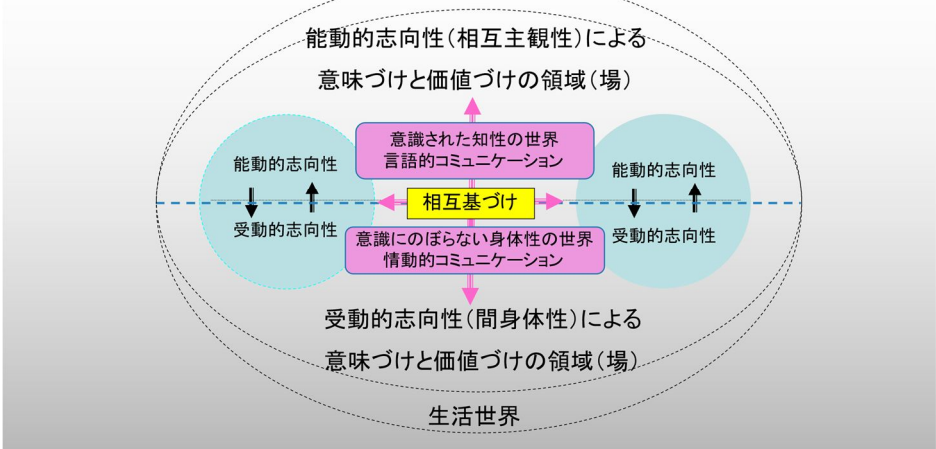 能動的志向性（相互主観性）による
意味づけと価値づけの領域（場）
意識された知性の世界
言語的コミュニケーション
能動的志向性
受動的志向性
相互基づけ
能動的志向性
受動的志向性
意識にのぼらない身体性の世界
情動的コミュニケーション
受動的志向性（間身体性）による
意味づけと価値づけの領域（場）
生活世界